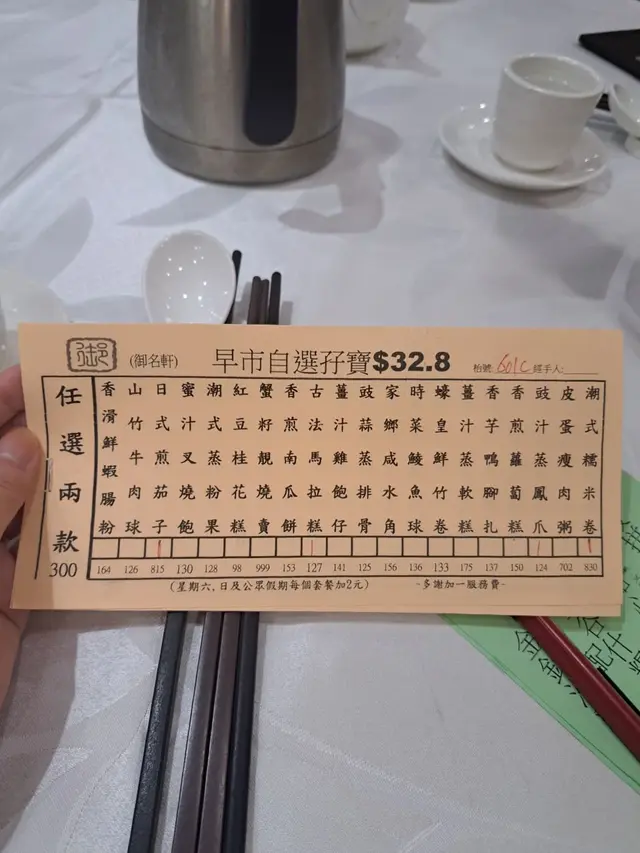 御
(御名軒)
早市自選孖寶$32.8
枱號: 601C 經手人:
任選兩款
300
香滑鮮蝦腸粉
164
山竹牛肉球
126
日式煎茄子
815
蜜汁叉燒飽
130
潮式蒸粉果
128
紅豆桂花糕
98
蟹籽靚燒賣
999
香煎南瓜餅
153
古法馬拉糕
127
薑汁雞飽仔
141
豉蒜蒸排骨
125
家鄉咸水角
156
時菜鯪魚球
136
蠔皇鮮竹卷
133
薑汁蒸軟糕
175
香芋鴨腳扎
137
香煎蘿蔔糕
150
豉汁蒸鳳爪
124
皮蛋瘦肉粥
702
潮式糯米卷
830
(星期六,日及公眾假期每個套餐加2元)
-多謝加一服務費-